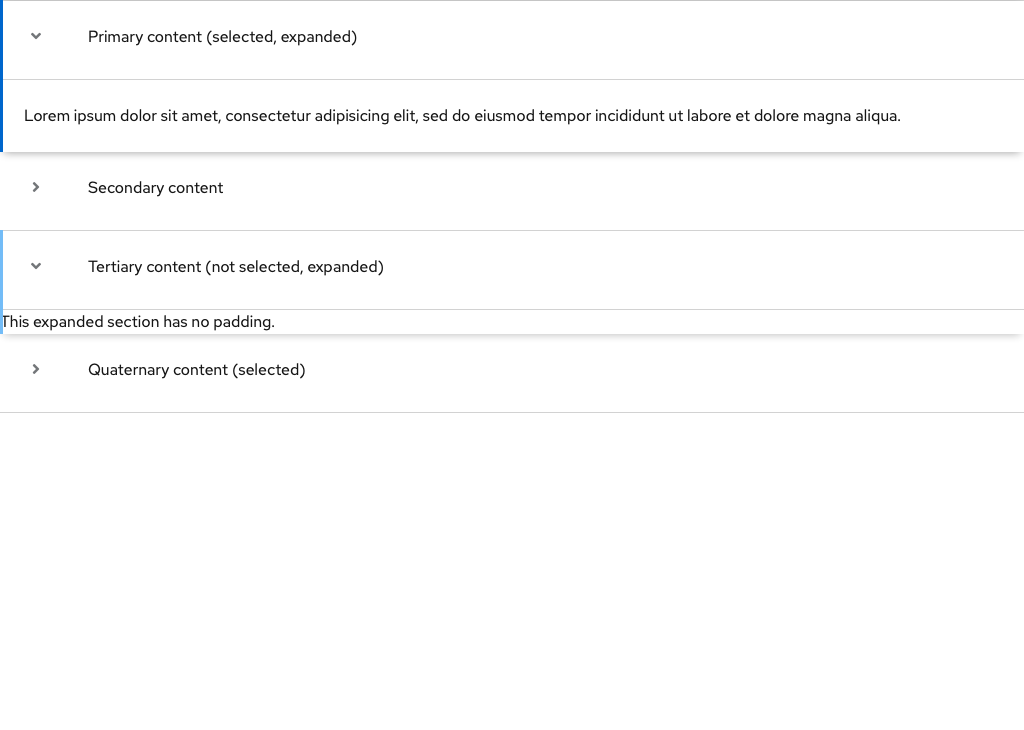 Primary content (selected, expanded)
Lorem ipsum dolor sit amet, consectetur adipisicing elit, sed do eiusmod tempor incididunt ut labore et dolore magna aliqua.
Secondary content
Tertiary content (not selected, expanded)
This expanded section has no padding.
Quaternary content (selected)